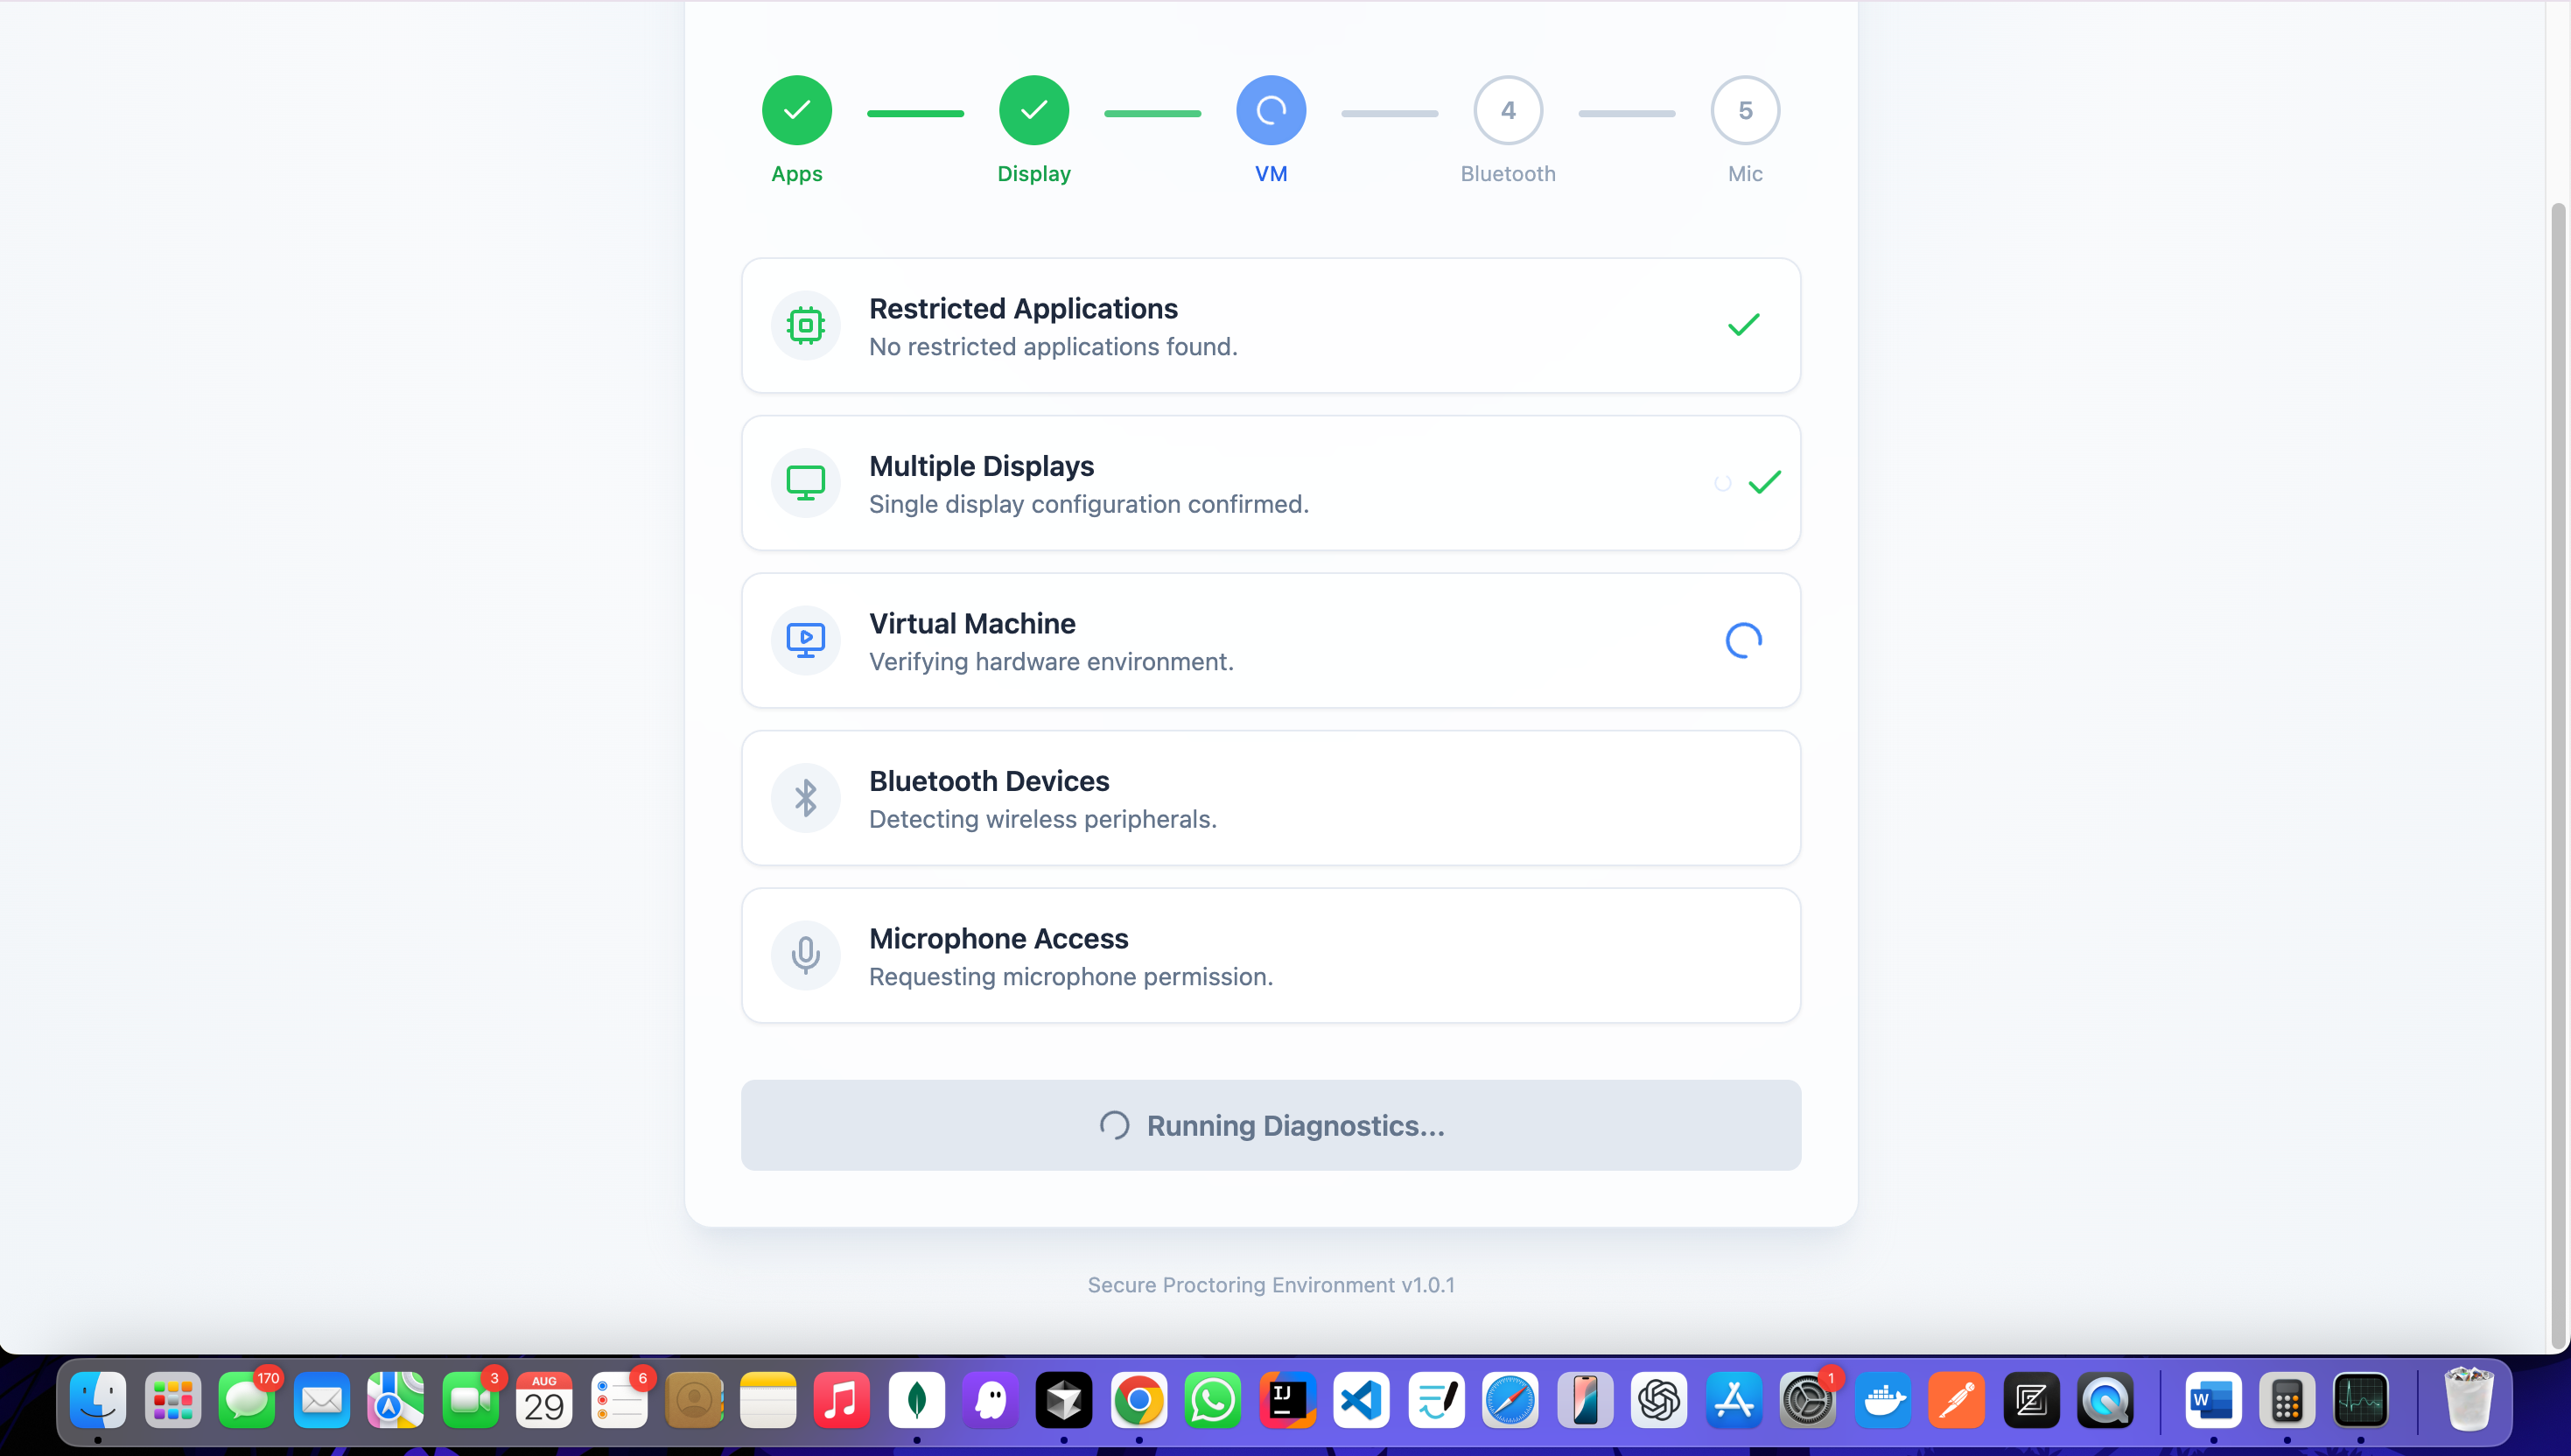 4
5
Apps
Display
VM
Bluetooth
Mic
Restricted Applications
No restricted applications found.
Multiple Displays
Single display configuration confirmed.
Virtual Machine
Verifying hardware environment.
Bluetooth Devices
Detecting wireless peripherals.
Microphone Access
Requesting microphone permission.
Running Diagnostics...
Secure Proctoring Environment v1.0.1
170
3
AUG
29
6
IJ
1
W